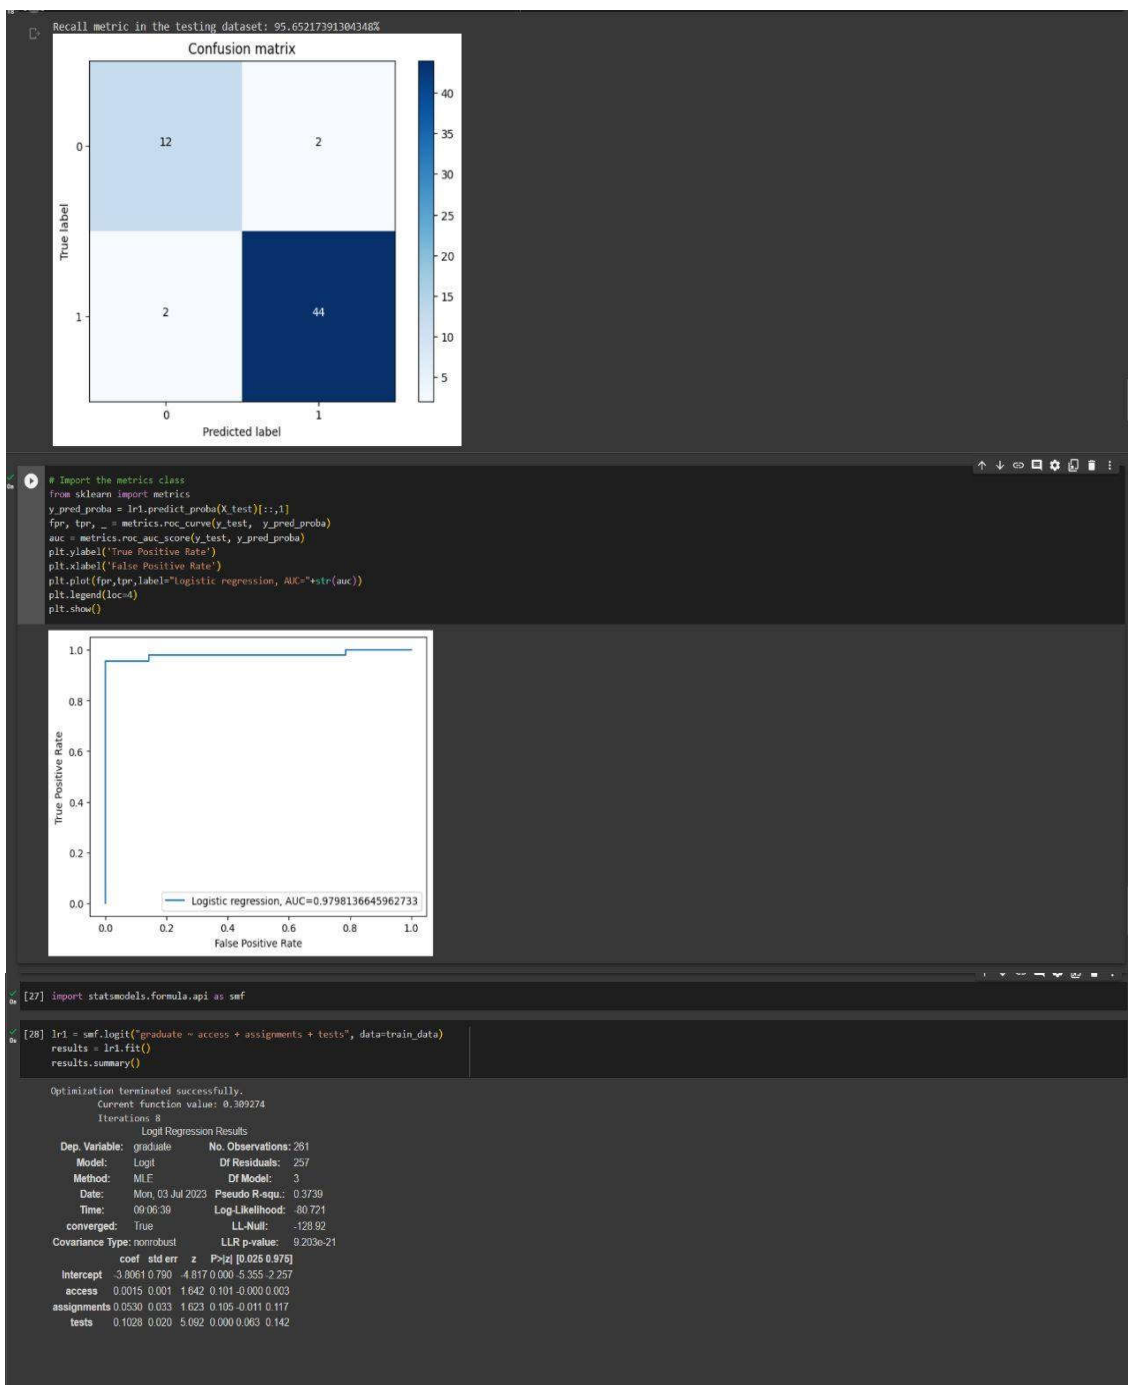 Recall metric in the testing dataset: 95.65217391304348%
Confusion matrix
40
35
30
25
20
15
10
5
0
12
2
True label
1
2
44
0
1
Predicted label
# Import the metrics class
from sklearn import metrics
y_pred_proba = lr1.predict_proba(X_test)[::,1]
fpr, tpr, _ = metrics.roc_curve(y_test,  y_pred_proba)
auc = metrics.roc_auc_score(y_test, y_pred_proba)
plt.ylabel('True Positive Rate')
plt.xlabel('False Positive Rate')
plt.plot(fpr,tpr,label="Logistic regression, AUC="+str(auc))
plt.legend(loc=4)
plt.show()
1.0
0.8
0.6
0.4
0.2
0.0
True Positive Rate
Logistic regression, AUC=0.9798136645962733
0.0 0.2 0.4 0.6 0.8 1.0
False Positive Rate
[27] import statsmodels.formula.api as smf
[28] lr1 = smf.logit("graduate ~ access + assignments + tests", data=train_data)
results = lr1.fit()
results.summary()
Optimization terminated successfully.
Current function value: 0.309274
Iterations 8
Logit Regression Results
Dep. Variable: graduate No. Observations: 261
Model: Logit Df Residuals: 257
Method: MLE Df Model: 3
Date: Mon, 03 Jul 2023 Pseudo R-squ.: 0.3739
Time: 09:06:39 Log-Likelihood: -80.721
converged: True LL-Null: -128.92
Covariance Type: nonrobust LLR p-value: 9.203e-21
coef std err z P>|z| [0.025 0.975]
Intercept -3.8061 0.790 -4.817 0.000 -5.355 -2.257
access 0.0015 0.001 1.642 0.101 -0.000 0.003
assignments 0.0530 0.033 1.623 0.105 -0.011 0.117
tests 0.1028 0.020 5.092 0.000 0.063 0.142